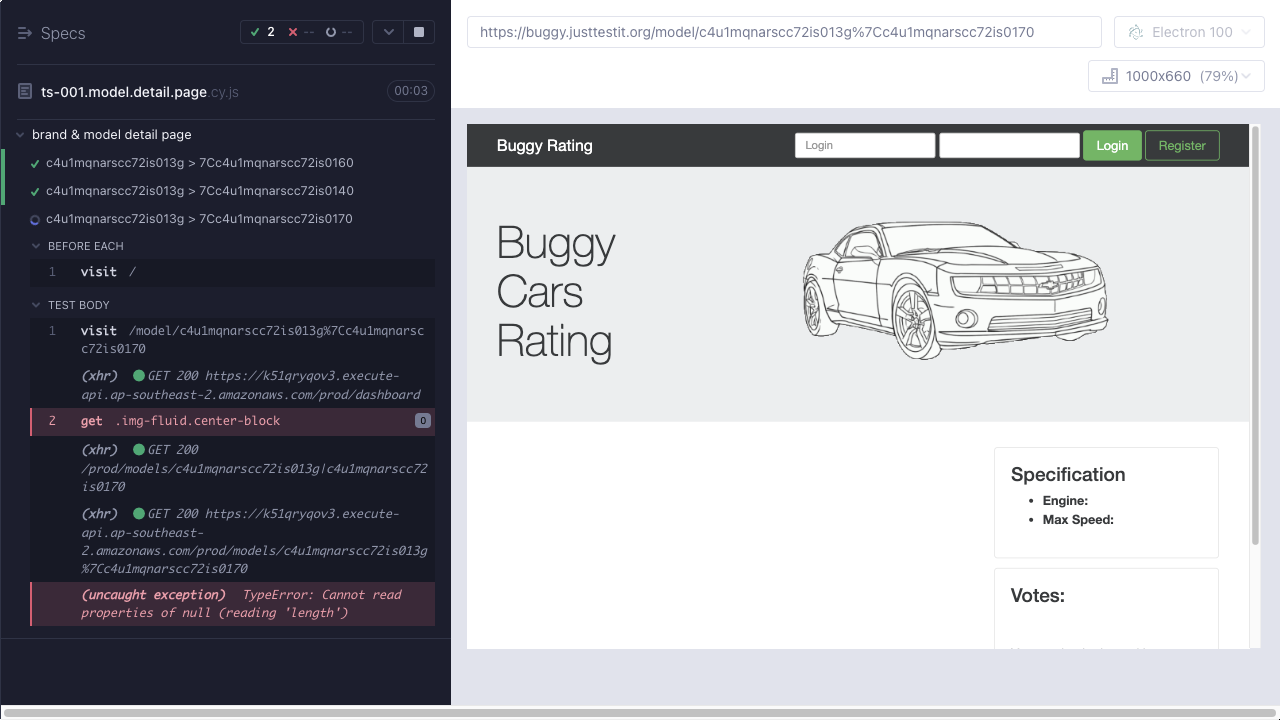 Specs
2 -- --
ts-001.model.detail.page.cy.js 00:03
brand & model detail page
c4u1mqnarscc72is013g > 7Cc4u1mqnarscc72is0160
c4u1mqnarscc72is013g > 7Cc4u1mqnarscc72is0140
c4u1mqnarscc72is013g > 7Cc4u1mqnarscc72is0170
BEFORE EACH
1 visit /
TEST BODY
1 visit /model/c4u1mqnarscc72is013g%7Cc4u1mqnarsc
c72is0170
(xhr) GET 200 https://k51qryqov3.execute-
api.ap-southeast-2.amazonaws.com/prod/dashboard
2 get .img-fluid.center-block 0
(xhr) GET 200
/prod/models/c4u1mqnarscc72is013g|c4u1mqnarscc72
is0170
(xhr) GET 200 https://k51qryqov3.execute-
api.ap-southeast-
2.amazonaws.com/prod/models/c4u1mqnarscc72is013g
%7Cc4u1mqnarscc72is0170
(uncaught exception) TypeError: Cannot read
properties of null (reading 'length')
https://buggy.justtestit.org/model/c4u1mqnarscc72is013g%7Cc4u1mqnarscc72is0170
Electron 100
1000x660 (79%)
Buggy Rating
Login
Login
Register
Buggy
Cars
Rating
Specification
Engine:
Max Speed:
Votes: